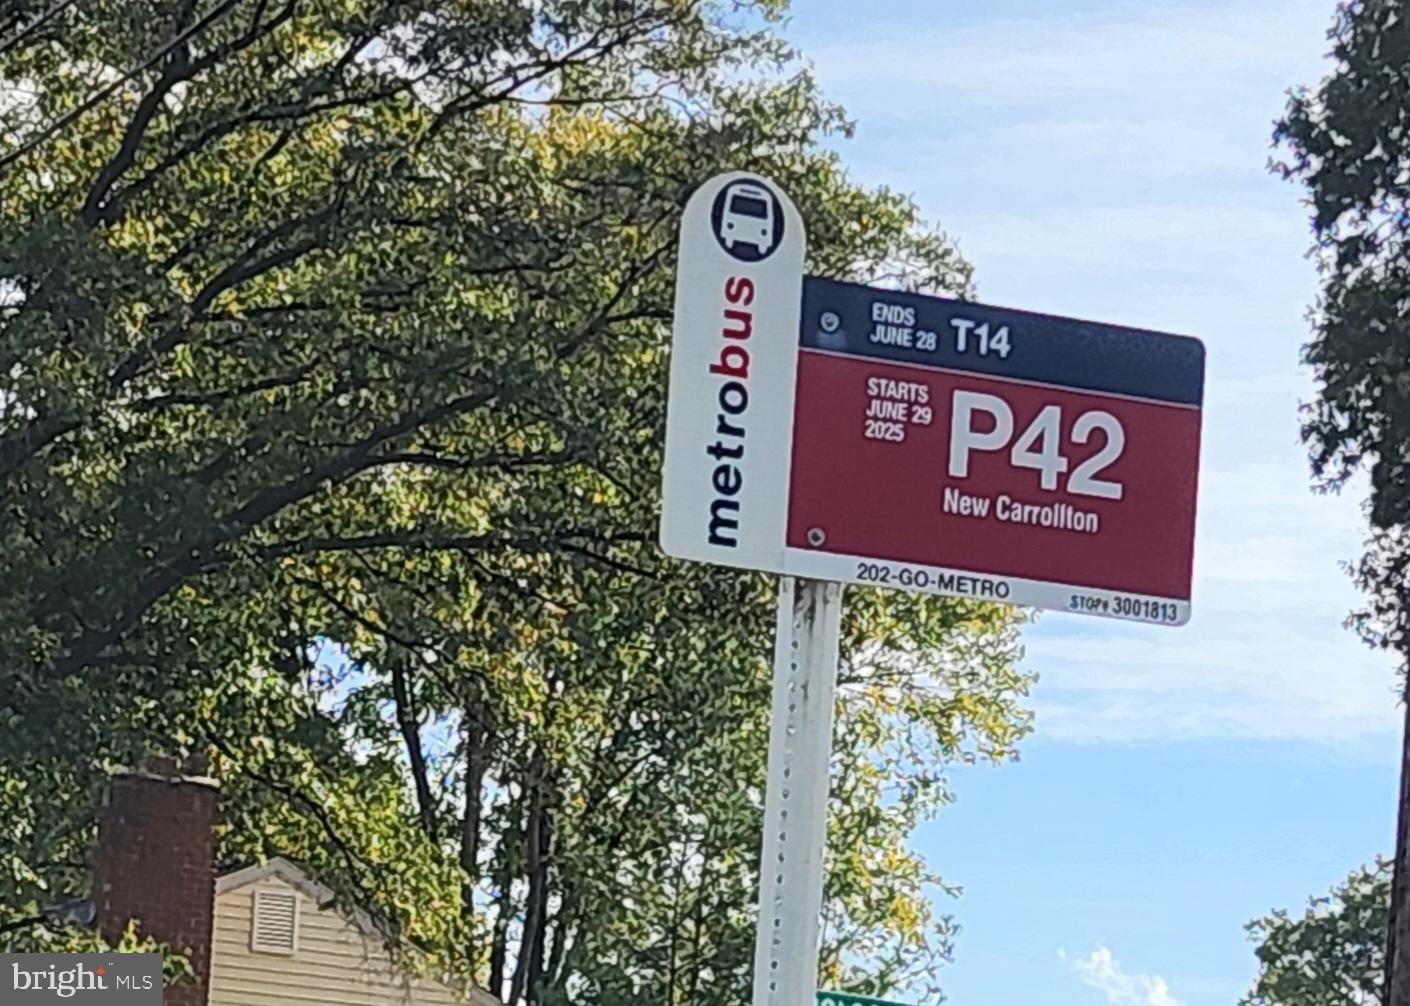 metrobus
ENDS
JUNE 28
T14
STARTS
JUNE 29
2025
P42
New Carrollton
202-GO-METRO
STOP# 3001813
bright MLS